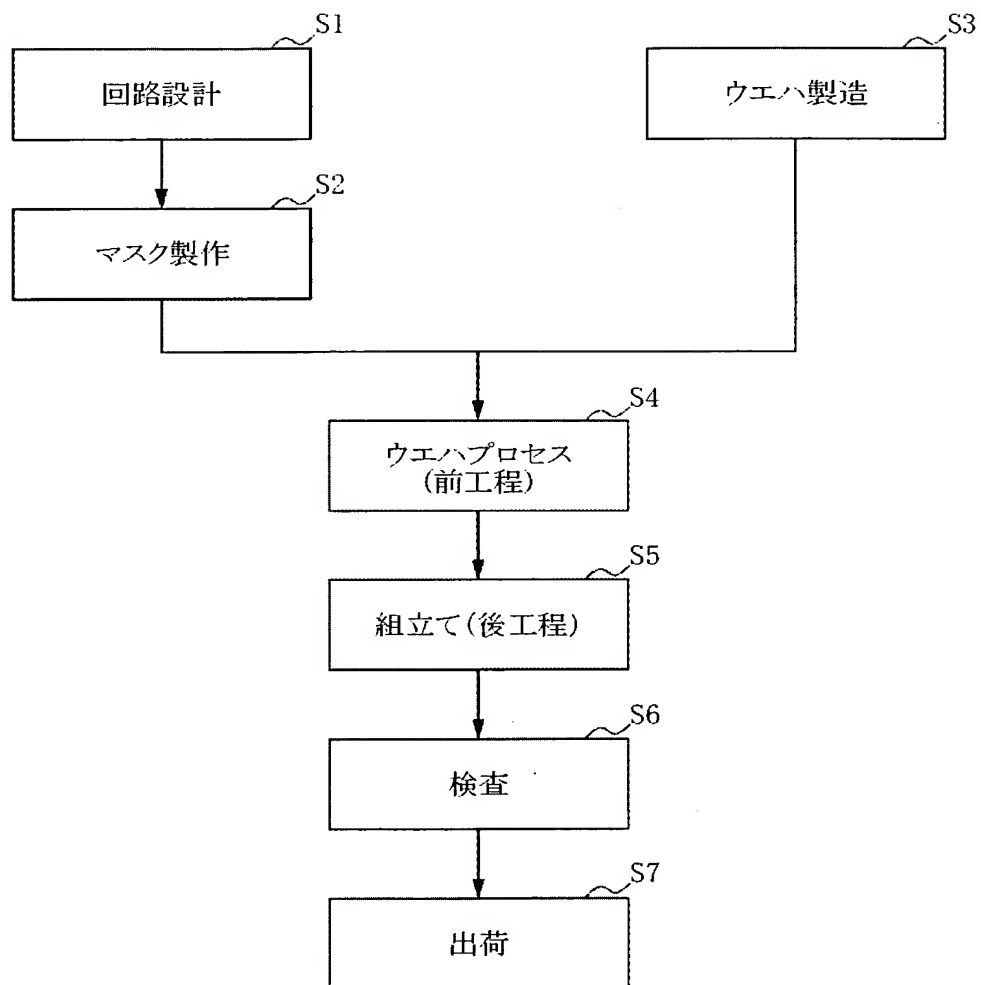 S1
回路設計
S3
ウエハ製造
S2
マスク製作
S4
ウエハプロセス
(前工程)
S5
組立て(後工程)
S6
検査
S7
出荷